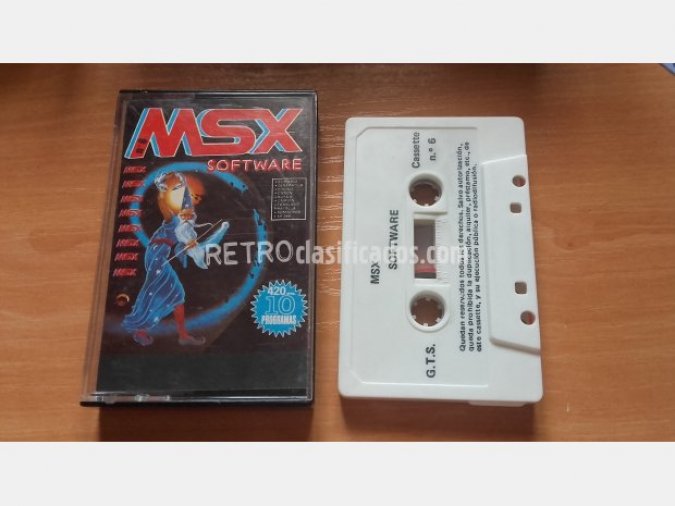 MSX
SOFTWARE
MSX
MSX
MSX
MSX
MSX
MSX
MSX
MSX
420
10
PROGRAMAS
RETROclasificados.com
Cassette
n.º 6
MSX
SOFTWARE
G.T.S.
Quedan reservados todos los derechos. Salvo autorización,
queda prohibida la duplicación, alquiler, préstamo, etc., de
este cassette, y su ejecución pública o radiodifusión.